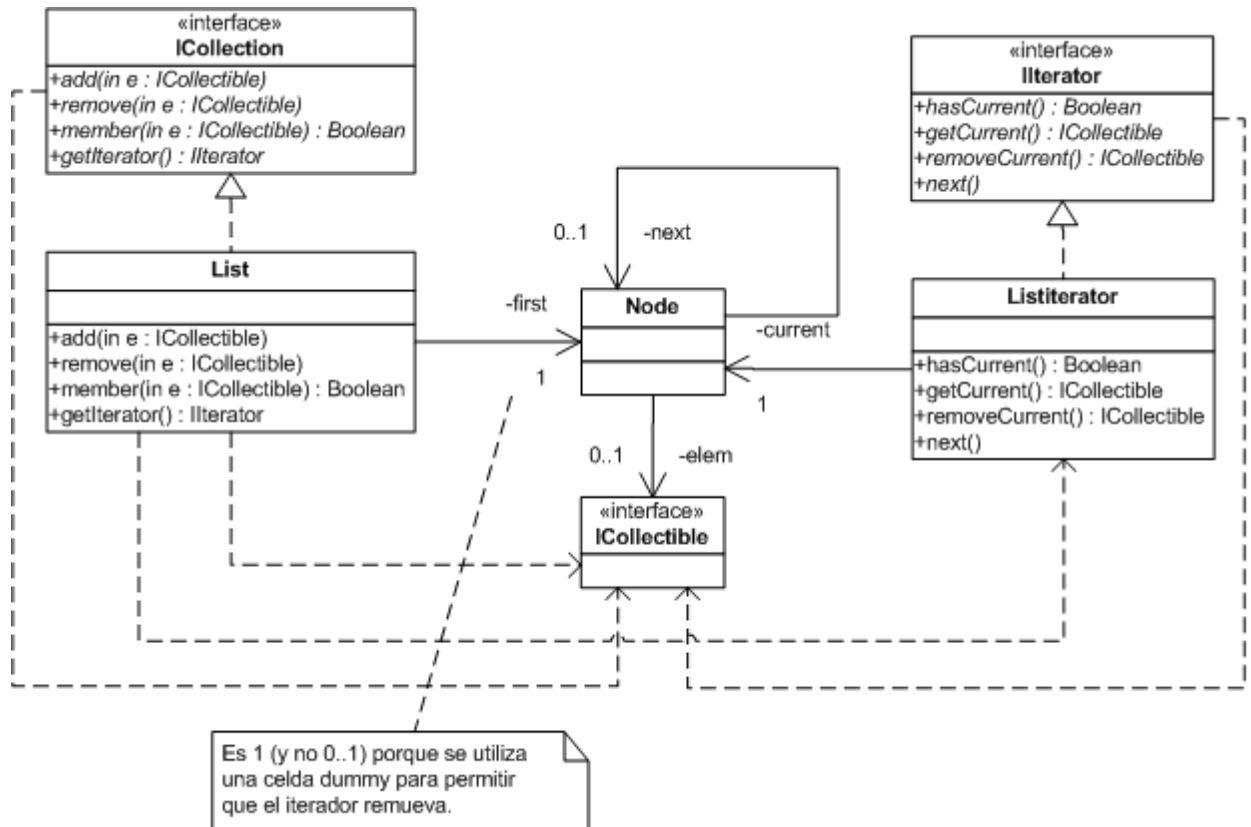 «interface»
ICollection
+add(in e : ICollectible)
+remove(in e : ICollectible)
+member(in e : ICollectible) : Boolean
+getIterator() : IIterator
«interface»
IIterator
+hasCurrent() : Boolean
+getCurrent() : ICollectible
+removeCurrent() : ICollectible
+next()
List
+add(in e : ICollectible)
+remove(in e : ICollectible)
+member(in e : ICollectible) : Boolean
+getIterator() : IIterator
-first
1
0..1
-next
Node
-current
1
ListIterator
+hasCurrent() : Boolean
+getCurrent() : ICollectible
+removeCurrent() : ICollectible
+next()
0..1
-elem
«interface»
ICollectible
Es 1 (y no 0..1) porque se utiliza
una celda dummy para permitir
que el iterador remueva.